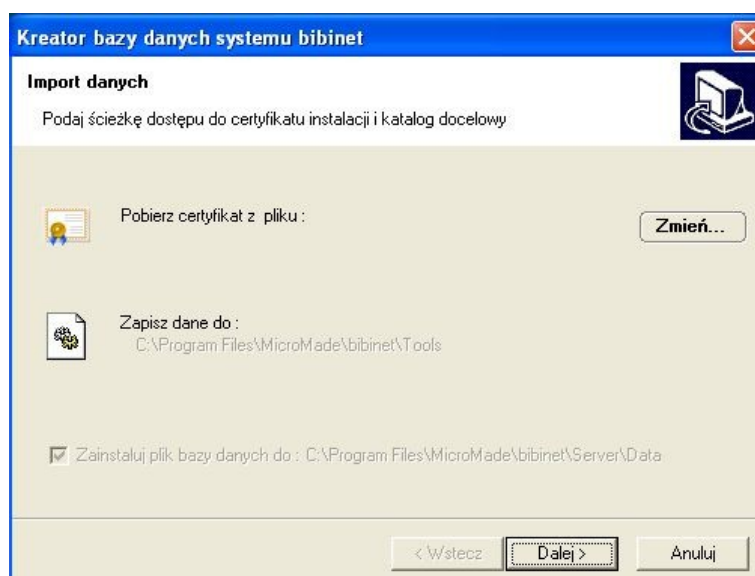 Kreator bazy danych systemu bibinet
Import danych
Podaj ścieżkę dostępu do certyfikatu instalacji i katalog docelowy
Pobierz certyfikat z pliku :
Zmień...
Zapisz dane do :
C:\Program Files\MicroMade\bibinet\Tools
Zainstaluj plik bazy danych do : C:\Program Files\MicroMade\bibinet\Server\Data
< Wstecz
Dalej >
Anuluj